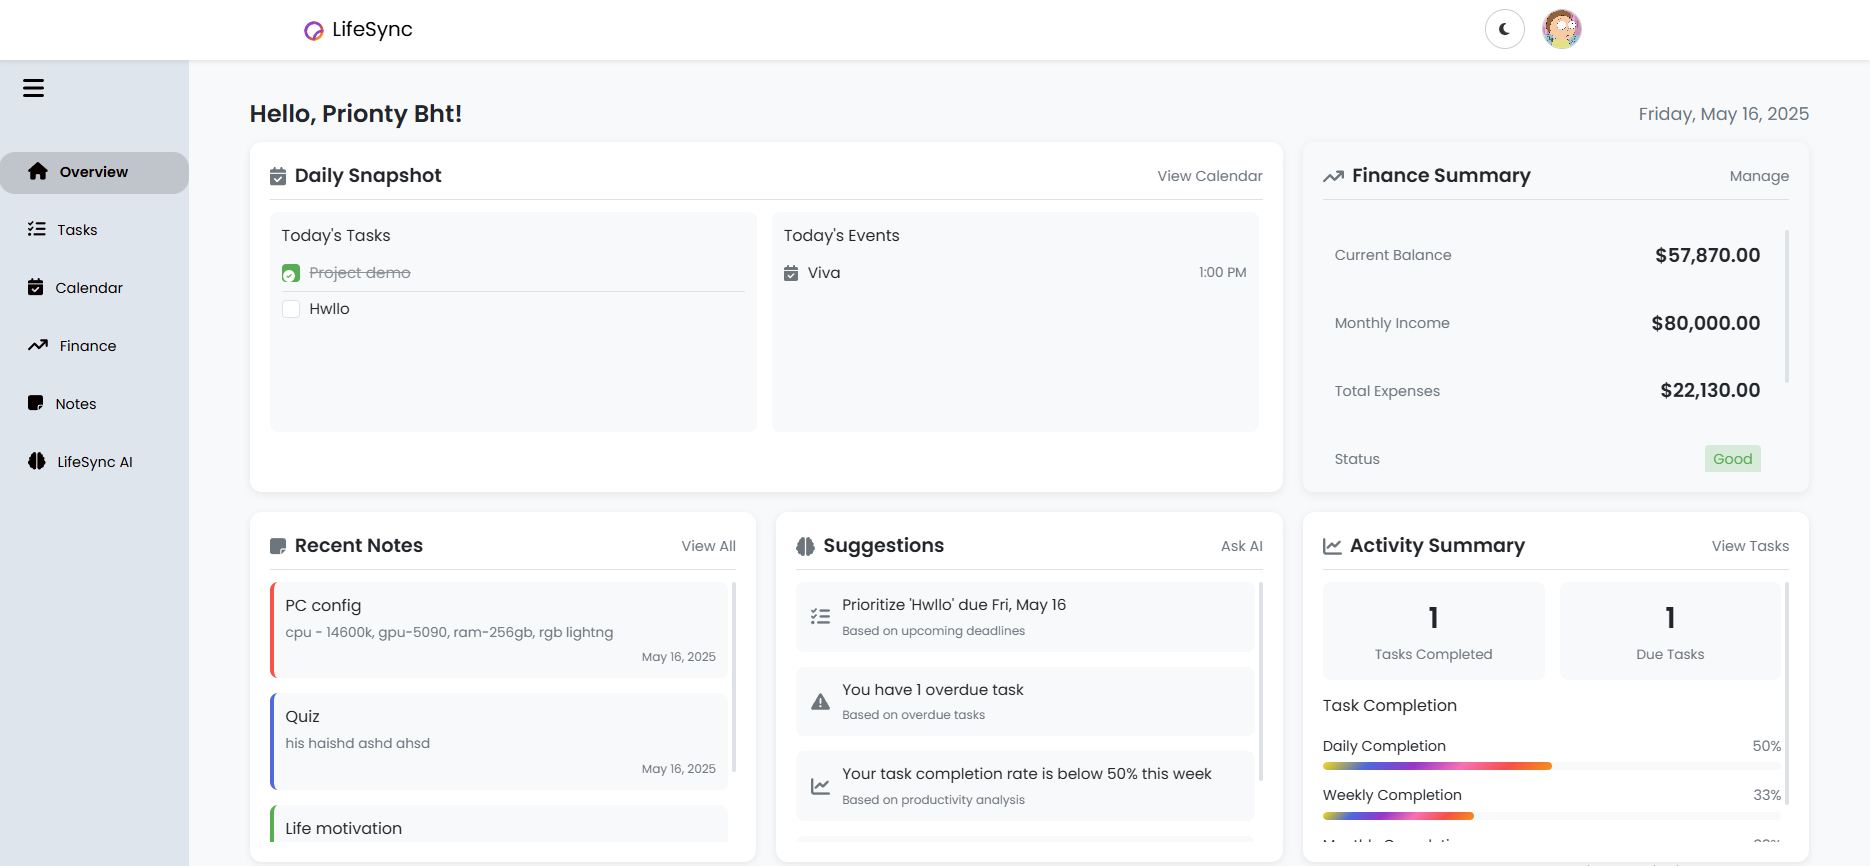 LifeSync
Hello, Prionty Bht!
Friday, May 16, 2025
Overview
Tasks
Calendar
Finance
Notes
LifeSync AI
Daily Snapshot
View Calendar
Today's Tasks
Project demo
Hwllo
Today's Events
Viva
1:00 PM
Finance Summary
Manage
Current Balance
$57,870.00
Monthly Income
$80,000.00
Total Expenses
$22,130.00
Status
Good
Recent Notes
View All
PC config
cpu - 14600k, gpu-5090, ram-256gb, rgb lightng
May 16, 2025
Quiz
his haishd ashd ahsd
May 16, 2025
Life motivation
Suggestions
Ask AI
Prioritize 'Hwllo' due Fri, May 16
Based on upcoming deadlines
You have 1 overdue task
Based on overdue tasks
Your task completion rate is below 50% this week
Based on productivity analysis
Activity Summary
View Tasks
1
Tasks Completed
1
Due Tasks
Task Completion
Daily Completion
50%
Weekly Completion
33%